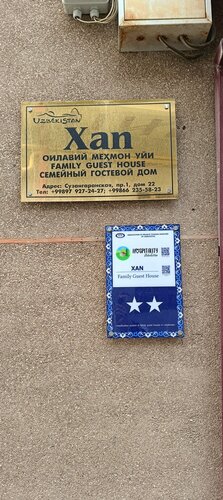 UZBEKISTAN
Xan
ОИЛАВИЙ МЕҲМОН УЙИ
FAMILY GUEST HOUSE
СЕМЕЙНЫЙ ГОСТЕВОЙ ДОМ
Адрес: Сузангаранская, пр.1, дом 22
Тел: +99897 927-24-27; +99866 235-58-23
XAN
Family Guest House